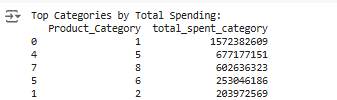 Top Categories by Total Spending:
Product_Category total_spent_category
0 1 1572382609
4 5 677177151
7 8 602636323
5 6 253046186
1 2 203972569